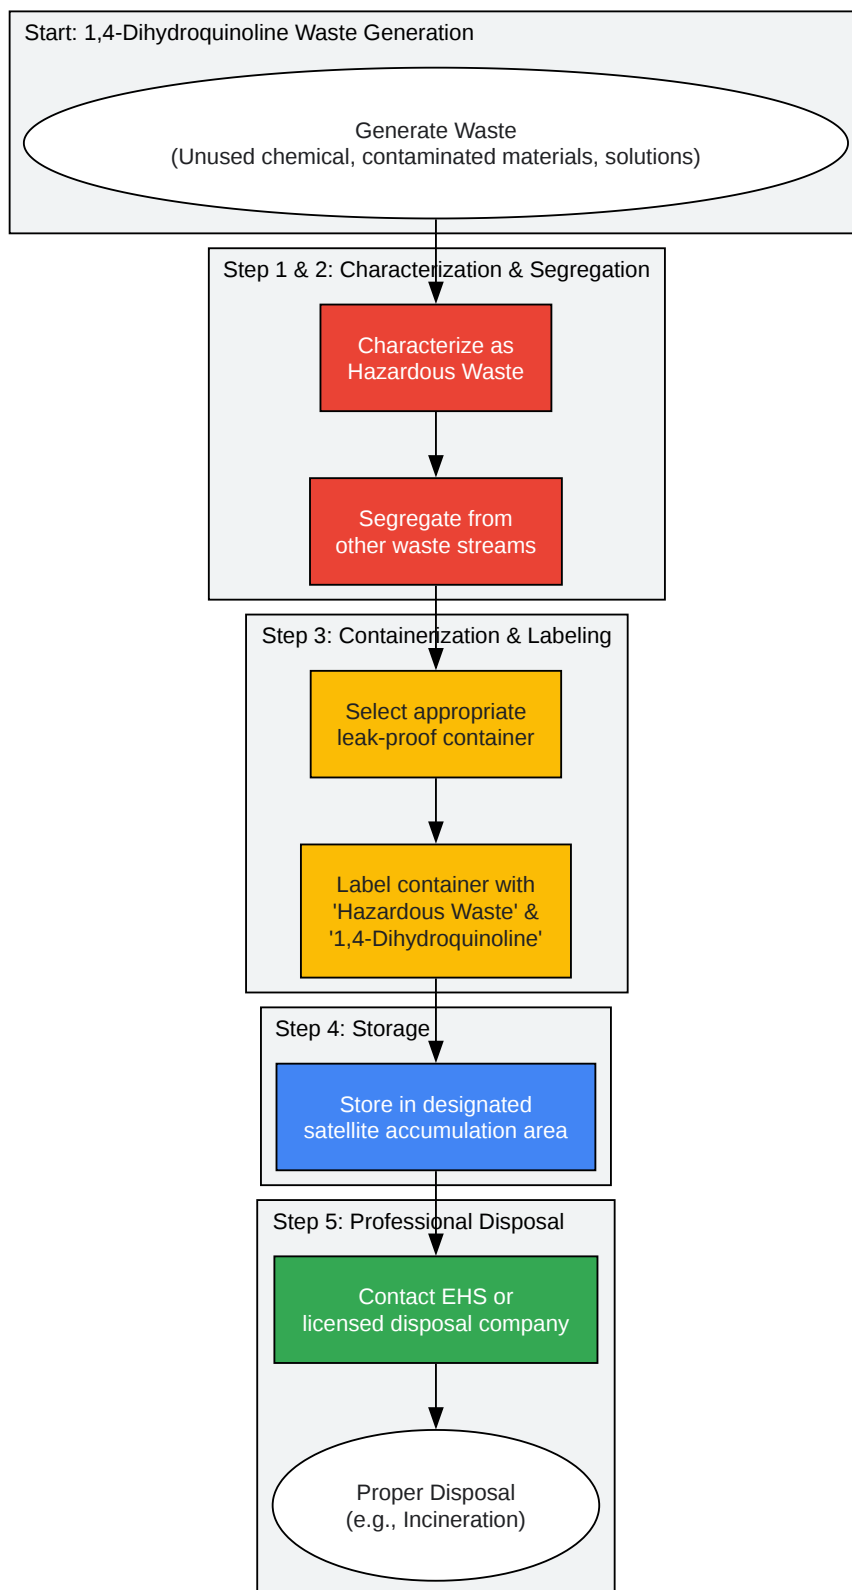 Start: 1,4-Dihydroquinoline Waste Generation
Generate Waste
(Unused chemical, contaminated materials, solutions)
Step 1 & 2: Characterization & Segregation
Characterize as
Hazardous Waste
Segregate from
other waste streams
Step 3: Containerization & Labeling
Select appropriate
leak-proof container
Label container with
'Hazardous Waste' &
'1,4-Dihydroquinoline'
Step 4: Storage
Store in designated
satellite accumulation area
Step 5: Professional Disposal
Contact EHS or
licensed disposal company
Proper Disposal
(e.g., Incineration)